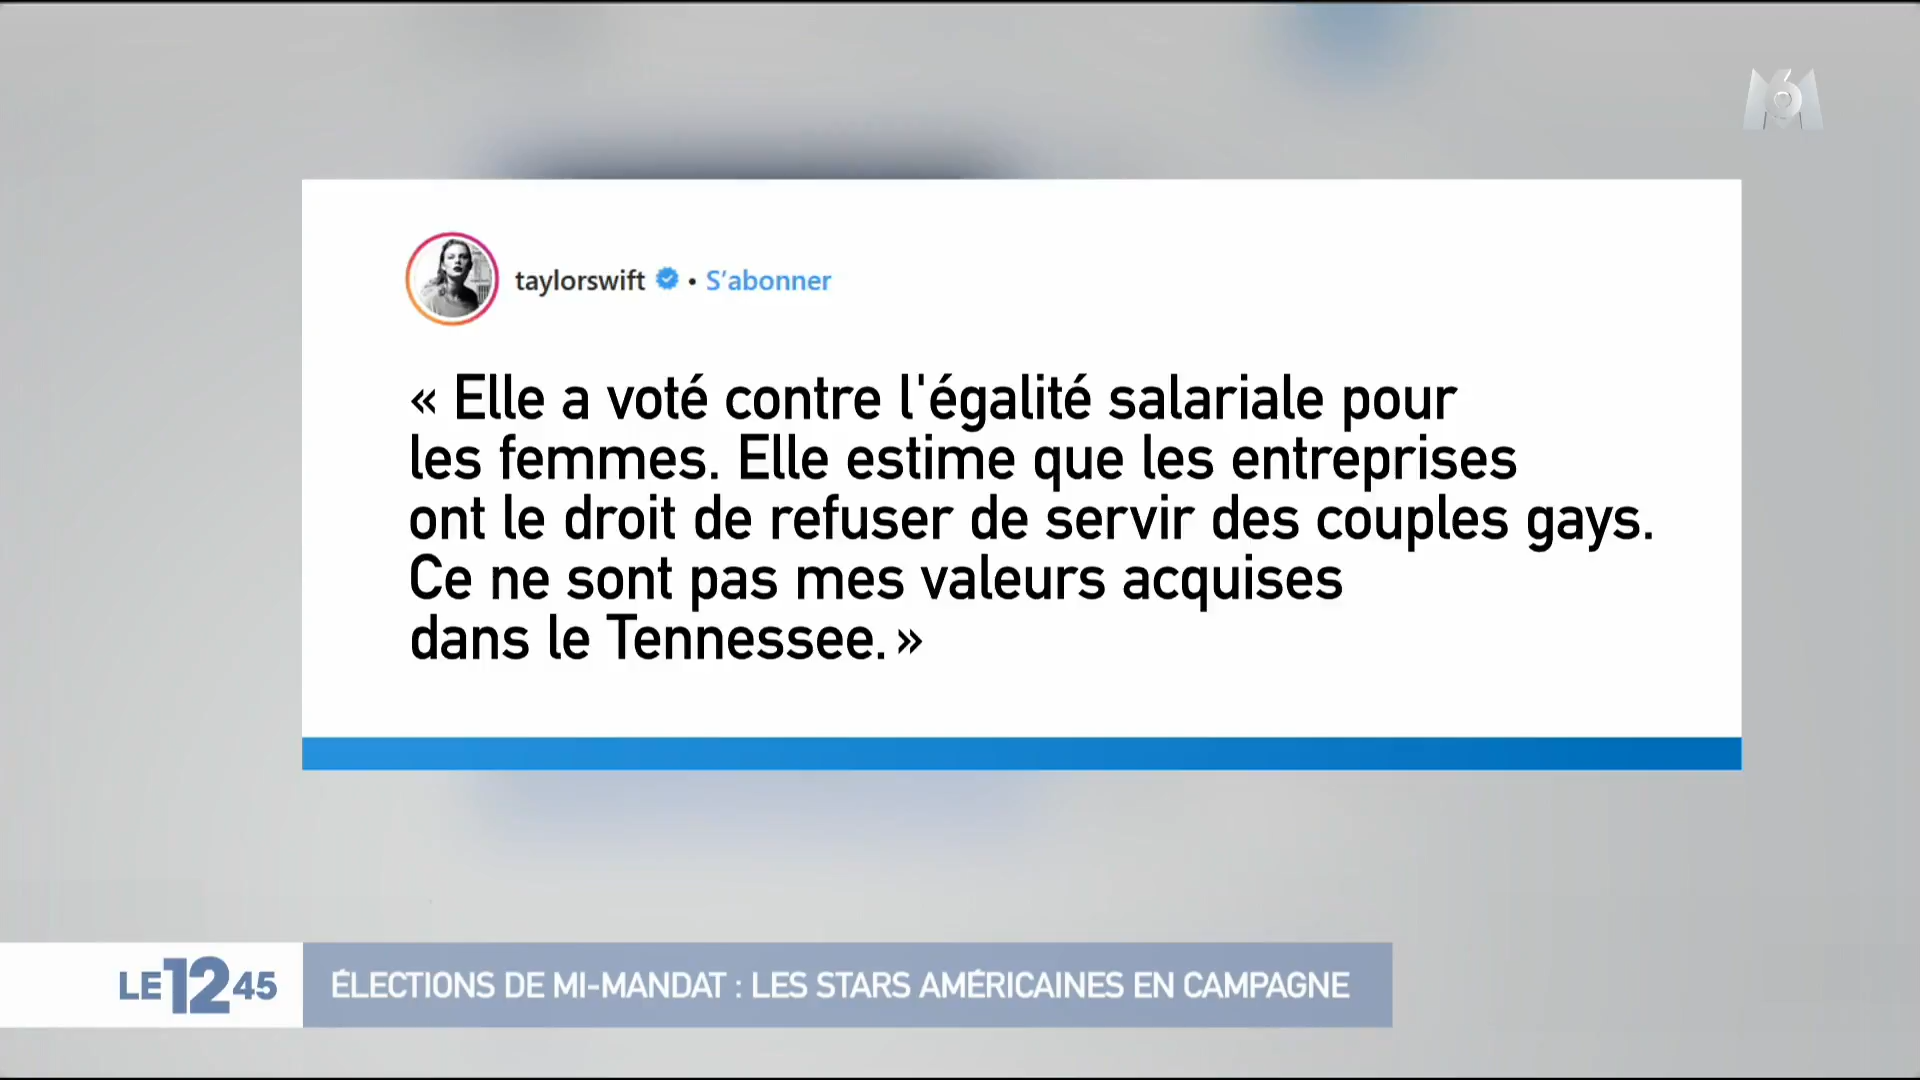 M6
taylorswift • S'abonner
« Elle a voté contre l'égalité salariale pour
les femmes. Elle estime que les entreprises
ont le droit de refuser de servir des couples gays.
Ce ne sont pas mes valeurs acquises
dans le Tennessee. »
LE 12 45
ÉLECTIONS DE MI-MANDAT : LES STARS AMÉRICAINES EN CAMPAGNE